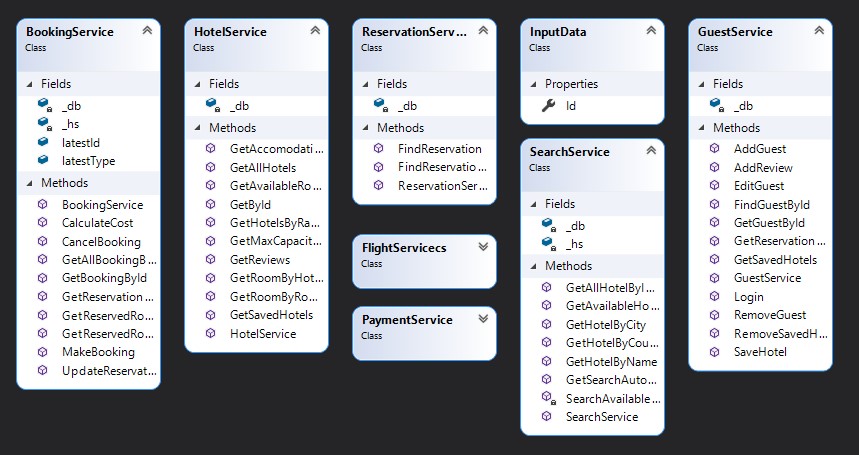 BookingService
Class
Fields
_db
_hs
latestId
latestType
Methods
BookingService
CalculateCost
CancelBooking
GetAllBookingB...
GetBookingById
GetReservation...
GetReservedRo...
GetReservedRo...
MakeBooking
UpdateReservat...
HotelService
Class
Fields
_db
Methods
GetAccomodati...
GetAllHotels
GetAvailableRo...
GetById
GetHotelsByRa...
GetMaxCapacit...
GetReviews
GetRoomByHot...
GetRoomByRo...
GetSavedHotels
HotelService
ReservationServ...
Class
Fields
_db
Methods
FindReservation
FindReservatio...
ReservationSer...
FlightServicecs
Class
PaymentService
Class
InputData
Class
Properties
Id
SearchService
Class
Fields
_db
_hs
Methods
GetAllHotelByI...
GetAvailableHo...
GetHotelByCity
GetHotelByCou...
GetHotelByName
GetSearchAuto...
SearchAvailable...
SearchService
GuestService
Class
Fields
_db
Methods
AddGuest
AddReview
EditGuest
FindGuestById
GetGuestById
GetReservation...
GetSavedHotels
GuestService
Login
RemoveGuest
RemoveSavedH...
SaveHotel